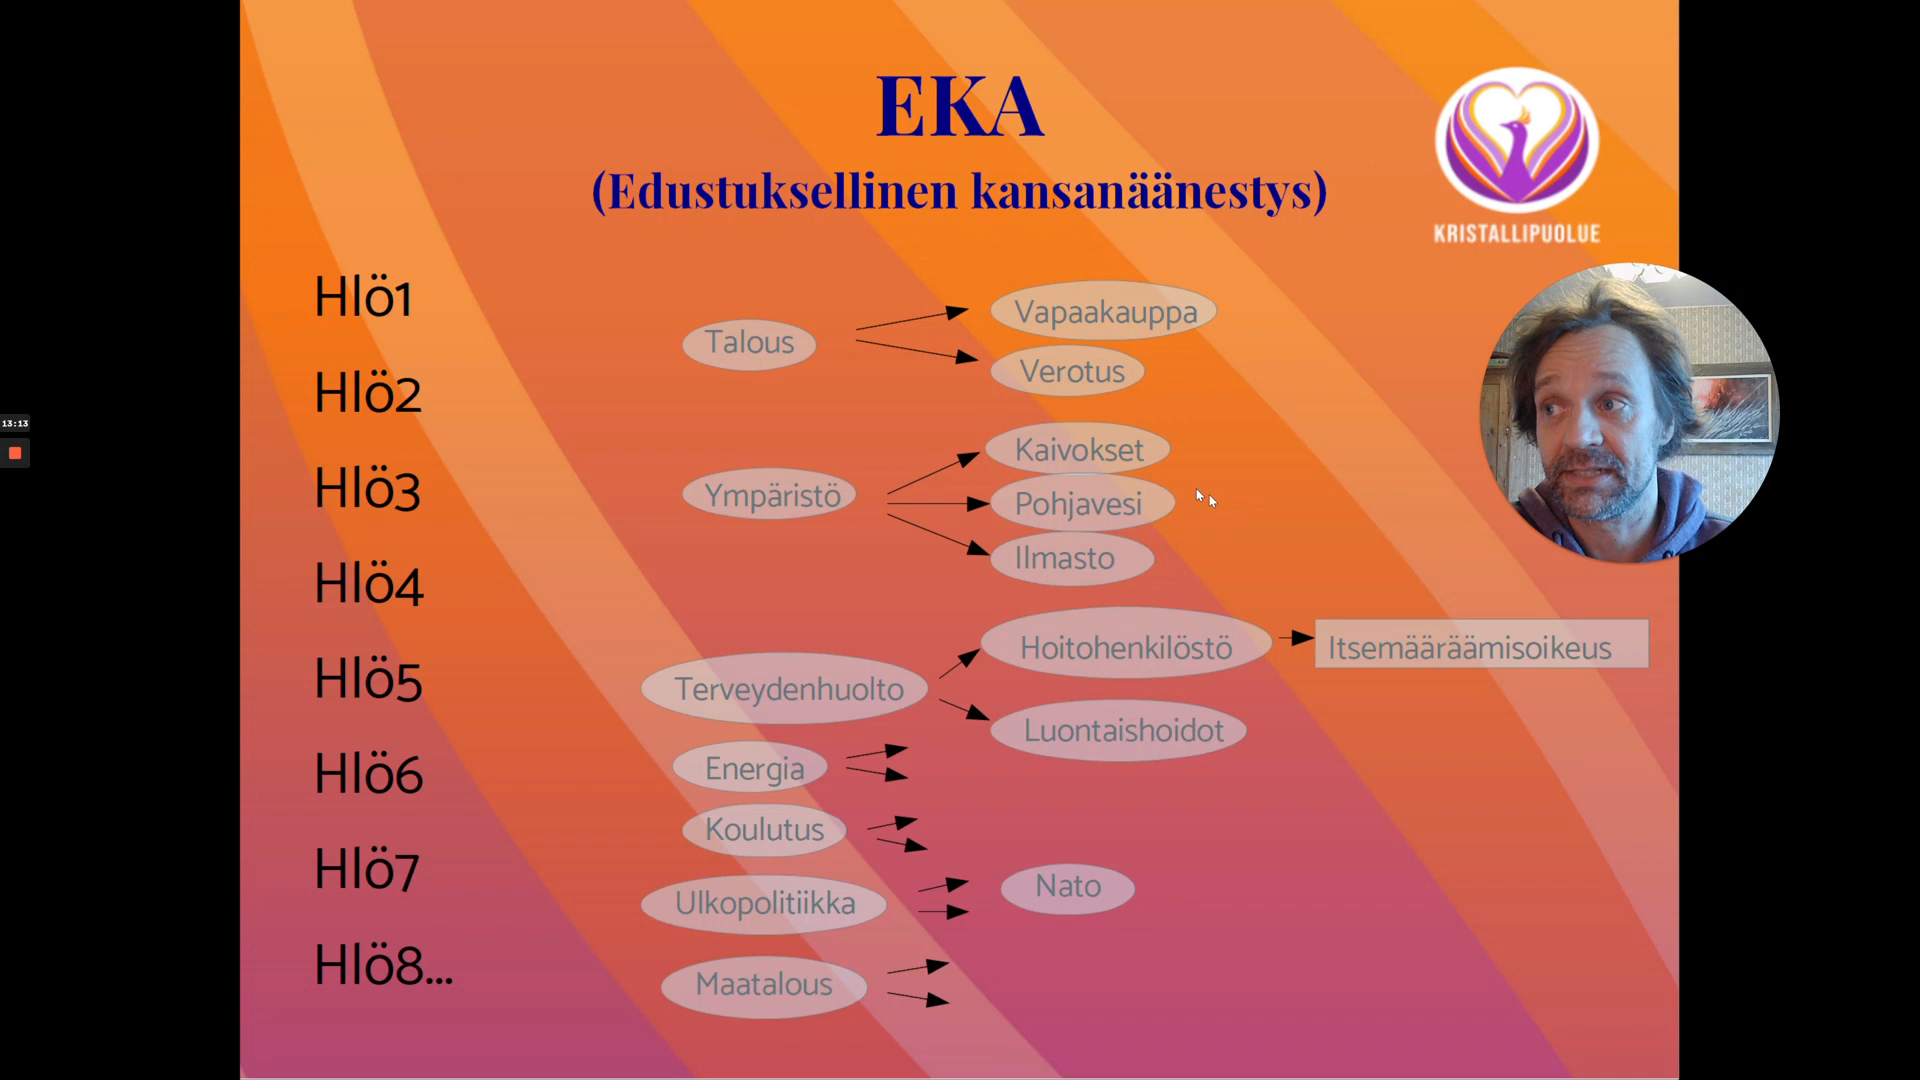 EKA
(Edustuksellinen kansanäänestys)
KRISTALLIPUOLUE
Hlö1
Hlö2
Hlö3
Hlö4
Hlö5
Hlö6
Hlö7
Hlö8...
Talous
Vapaakauppa
Verotus
Ympäristö
Kaivokset
Pohjavesi
Ilmasto
Terveydenhuolto
Hoitohenkilöstö
Itsemääräämisoikeus
Luontaishoidot
Energia
Koulutus
Ulkopolitiikka
Nato
Maatalous
13:13